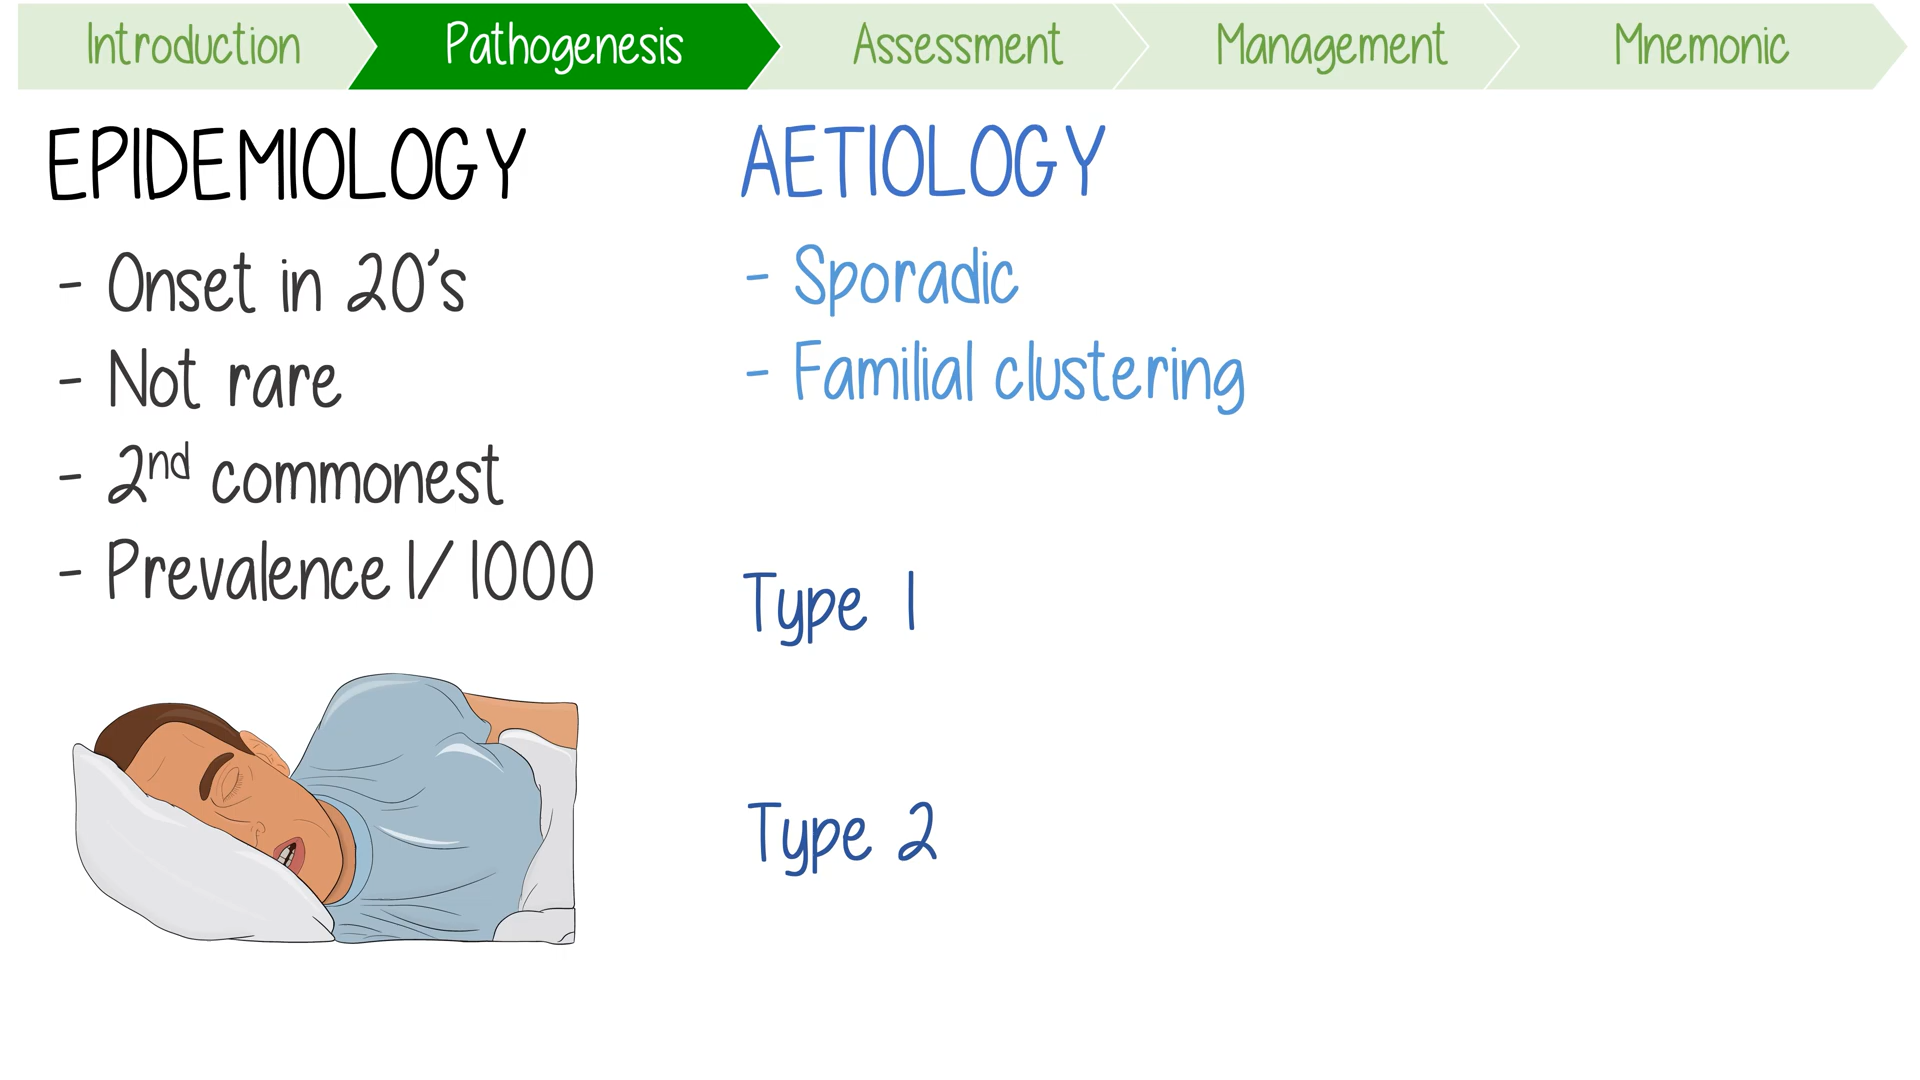 Introduction
Pathogenesis
Assessment
Management
Mnemonic
EPIDEMIOLOGY
- Onset in 20's
- Not rare
- 2nd commonest
- Prevalence 1/1000
AETIOLOGY
- Sporadic
- Familial clustering
Type 1
Type 2